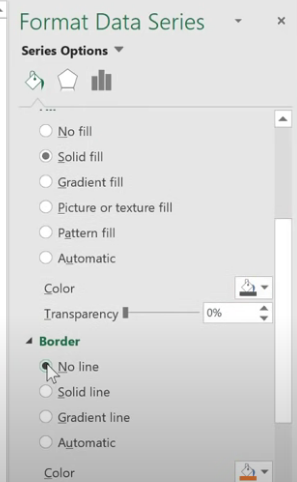 Format Data Series
Series Options
No fill
Solid fill
Gradient fill
Picture or texture fill
Pattern fill
Automatic
Color
Transparency 0%
Border
No line
Solid line
Gradient line
Automatic
Color